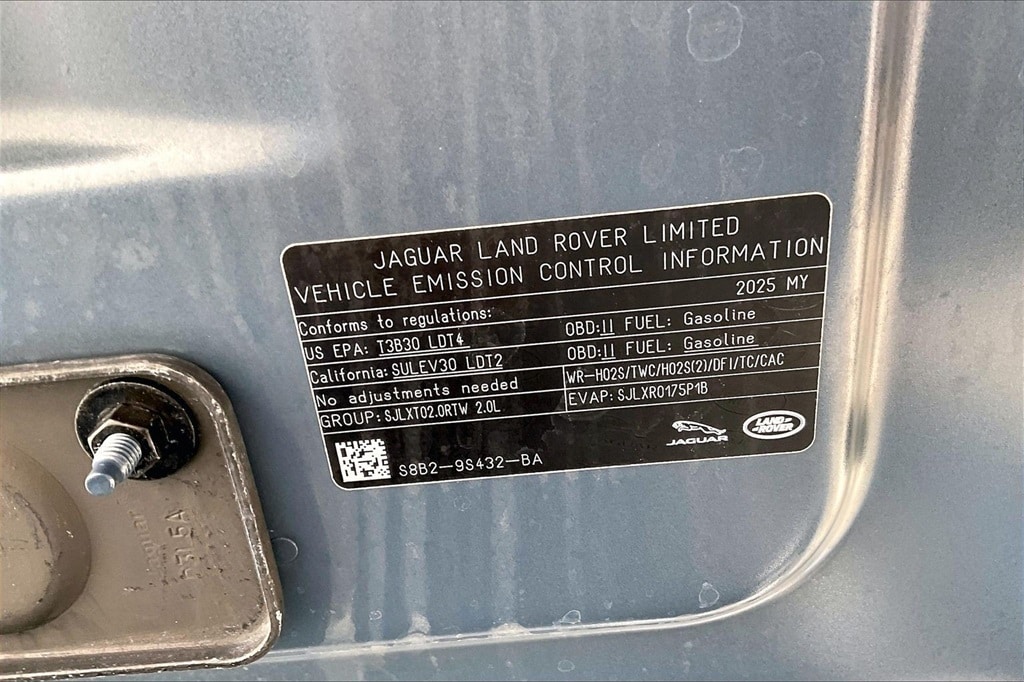 JAGUAR LAND ROVER LIMITED
VEHICLE EMISSION CONTROL INFORMATION
2025 MY
Conforms to regulations:
US EPA: T3B30 LDT4 OBD:II FUEL: Gasoline
California: SULEV30 LDT2 OBD:II FUEL: Gasoline
No adjustments needed WR-HO2S/TWC/HO2S(2)/DFI/TC/CAC
GROUP: SJLXT02.0RTW 2.0L EVAP: SJLXR0175P1B
S8B2-9S432-BA
JAGUAR
LAND ROVER